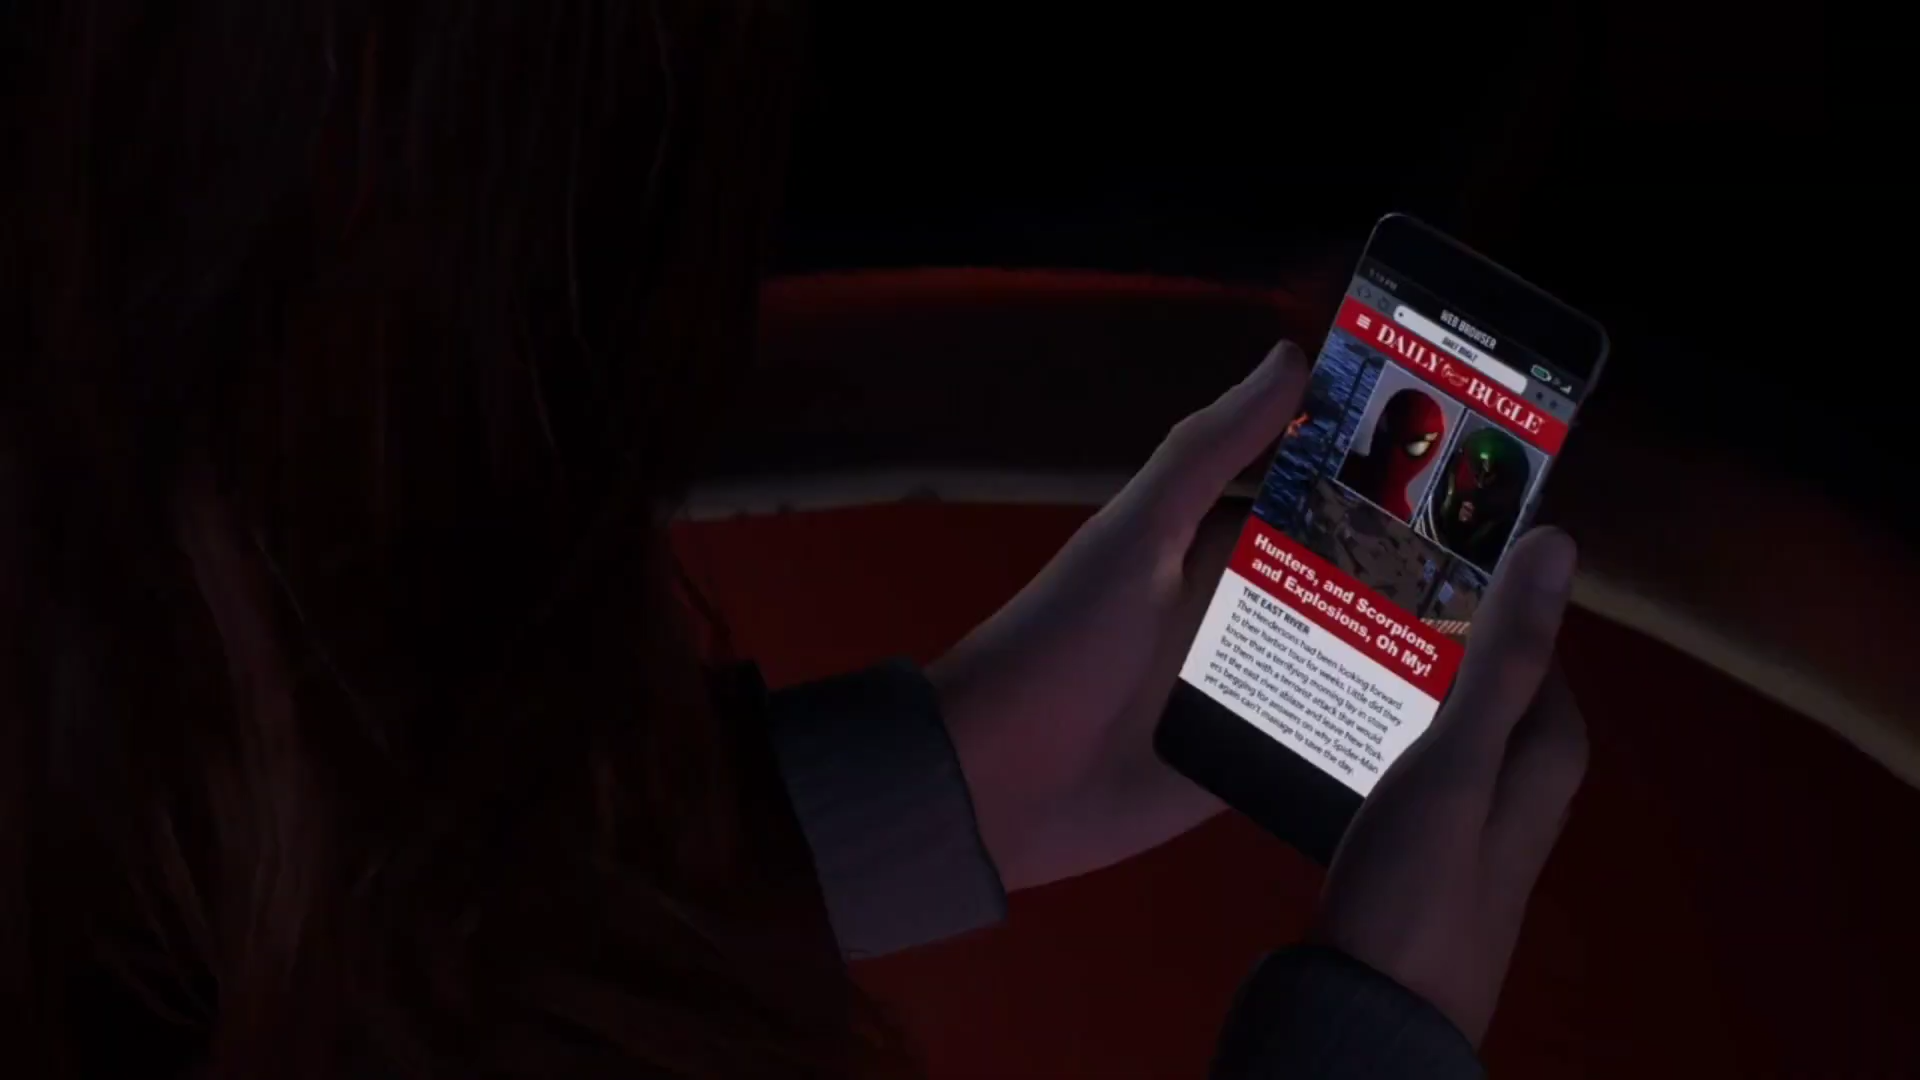 WEB BROWSER
DAILY BUGLE
DAILY BUGLE
Hunters, and Scorpions,
and Explosions, Oh My!
THE EAST RIVER
The Hendersons had been looking forward
to their harbor tour for weeks. Little did they
know that a terrifying morning lay in store
for them with a terrorist attack that would
set the east river ablaze and leave New York-
ers begging for answers on why Spider-Man
yet again can't manage to save the day.